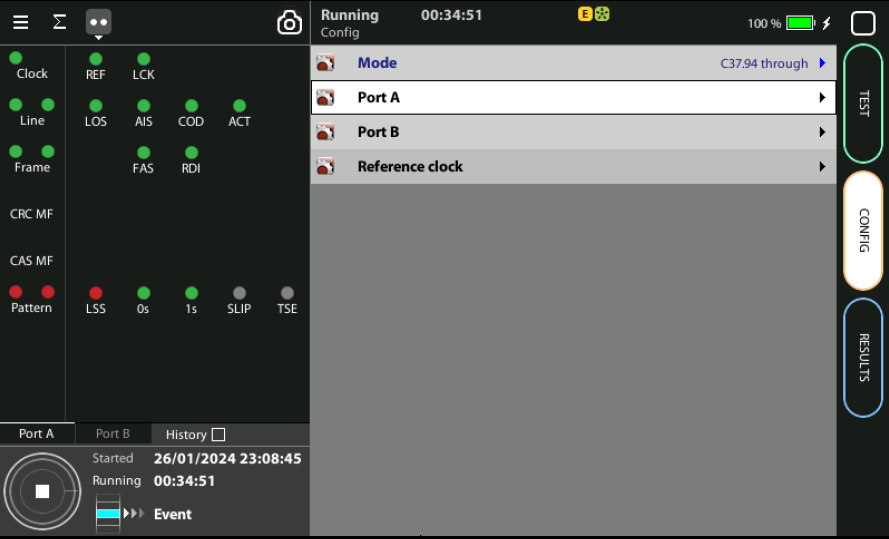 Running 00:34:51 E 100 %
Config
Clock REF LCK
Line LOS AIS COD ACT
Frame FAS RDI
CRC MF
CAS MF
Pattern LSS 0s 1s SLIP TSE
Port A Port B History
Started 26/01/2024 23:08:45
Running 00:34:51
Event
Mode C37.94 through
Port A
Port B
Reference clock
TEST
CONFIG
RESULTS